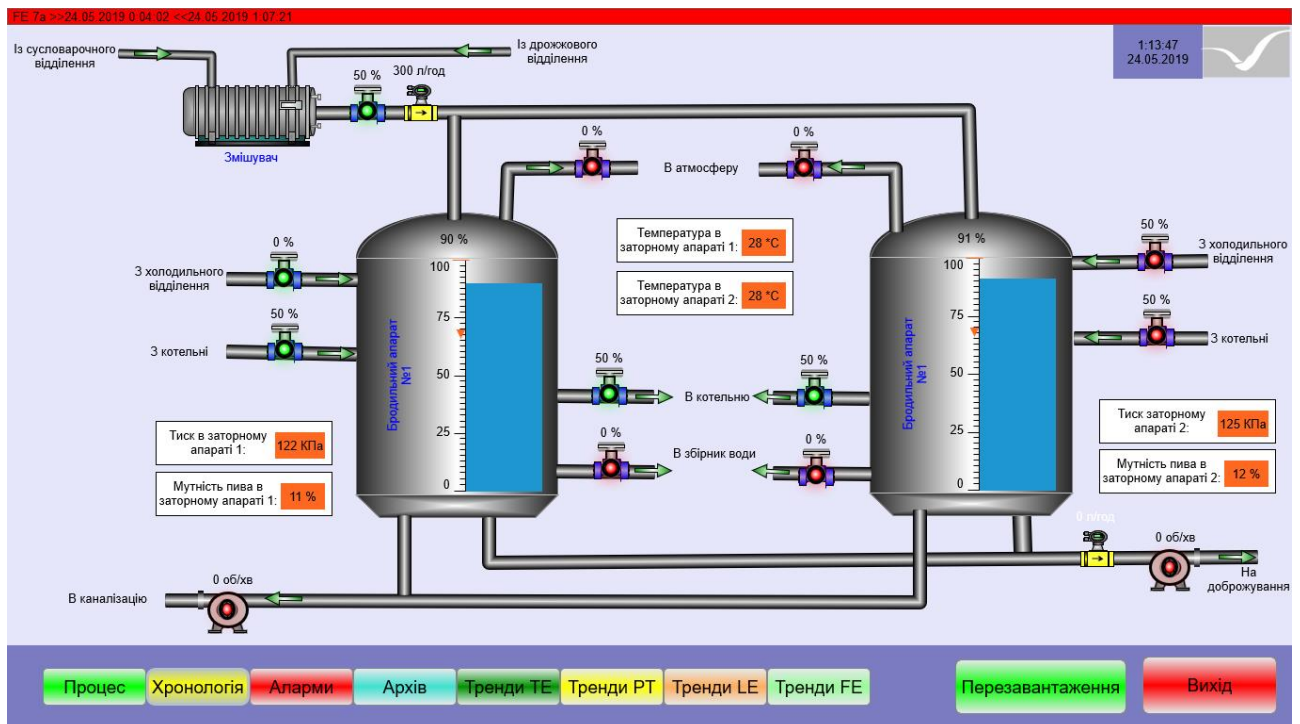 FE 7a >>24.05.2019 0:04:02 <<24.05.2019 1:07:21
1:13:47
24.05.2019
Із сусловарочного
відділення
Із дрожжового
відділення
50 %
300 л/год
Змішувач
0 %
В атмосферу
0 %
90 %
Температура в
заторному апараті 1:
28 *С
91 %
50 %
З холодильного
відділення
0 %
З холодильного
відділення
100
Температура в
заторному апараті 2:
28 *С
100
50 %
75
50 %
З котельні
75
50 %
З котельні
Бродильний апарат
№1
50
50 %
В котельню
50 %
50
Бродильний апарат
№1
Тиск в заторному
апараті 1:
122 КПа
25
0 %
В збірник води
0 %
25
Тиск заторному
апараті 2:
125 КПа
Мутність пива в
заторному апараті 1:
11 %
0
0
Мутність пива в
заторному апараті 2:
12 %
0 л/год
0 об/хв
На
доброжування
0 об/хв
В каналізацію
Процес
Хронологія
Аларми
Архів
Тренди TE
Тренди PT
Тренди LE
Тренди FE
Перезавантаження
Вихід